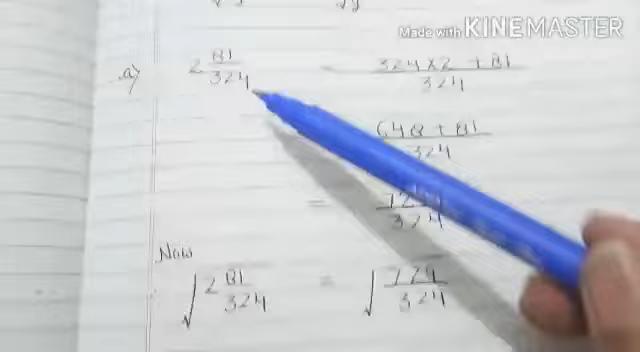 Made with KINEMASTER
a) 2 81/324 = 324 x 2 + 81/324
648 + 81/324
= 72/324
Now
√2 81/324 = √729/324